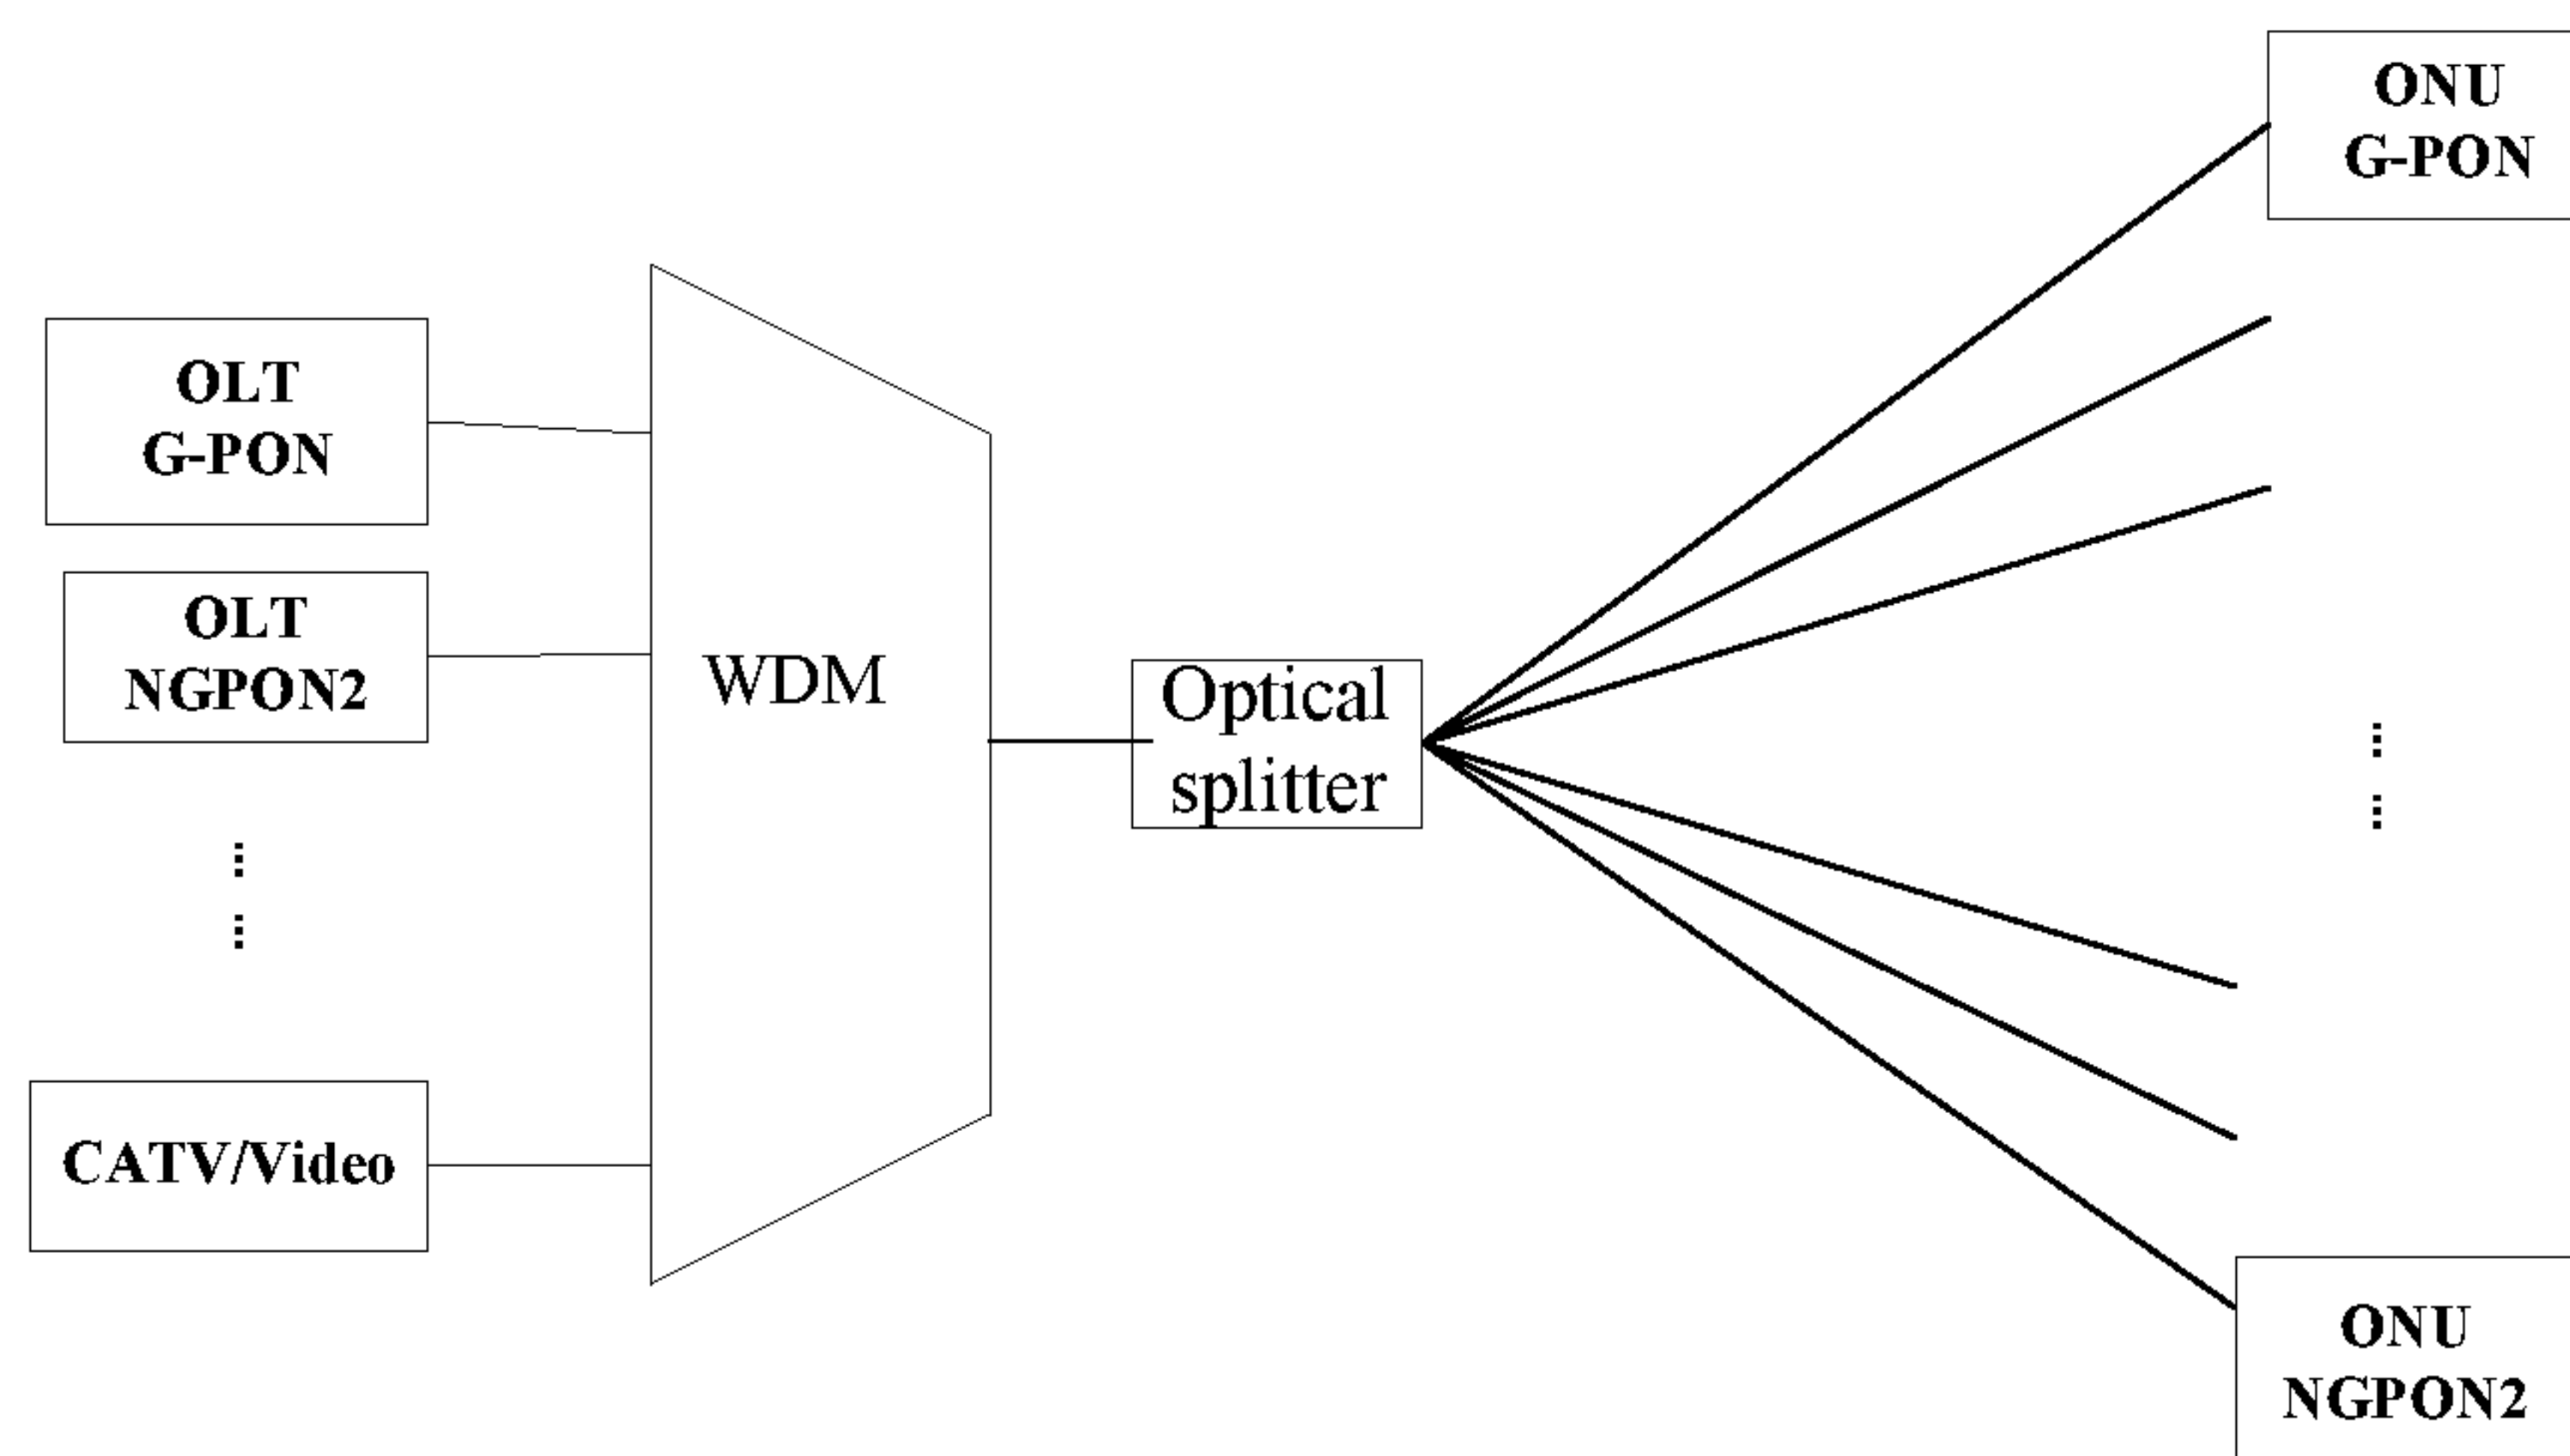 ONU
G-PON
OLT
G-PON
OLT
NGPON2
WDM
Optical
splitter
CATV/Video
ONU
NGPON2